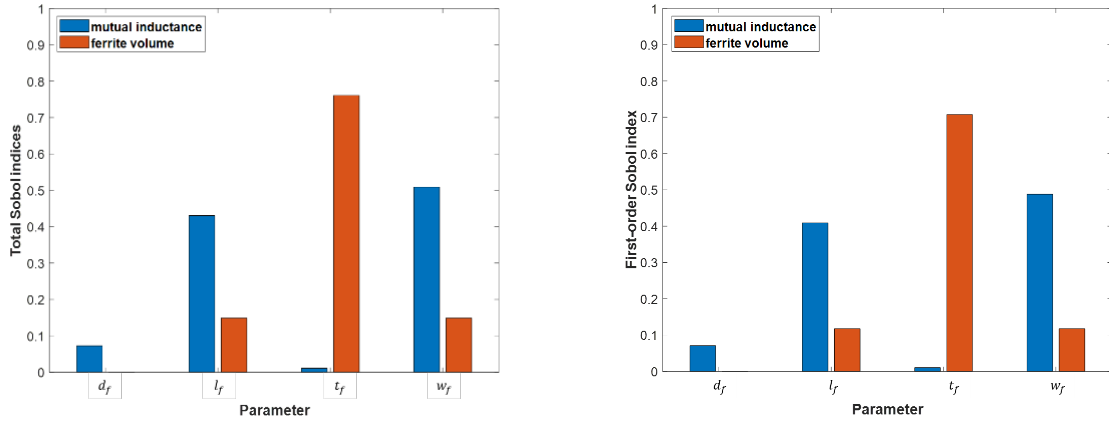 mutual inductance
ferrite volume
Total Sobol indices
1
0.9
0.8
0.7
0.6
0.5
0.4
0.3
0.2
0.1
0
d_f
l_f
t_f
w_f
Parameter
mutual inductance
ferrite volume
First-order Sobol index
1
0.9
0.8
0.7
0.6
0.5
0.4
0.3
0.2
0.1
0
d_f
l_f
t_f
w_f
Parameter